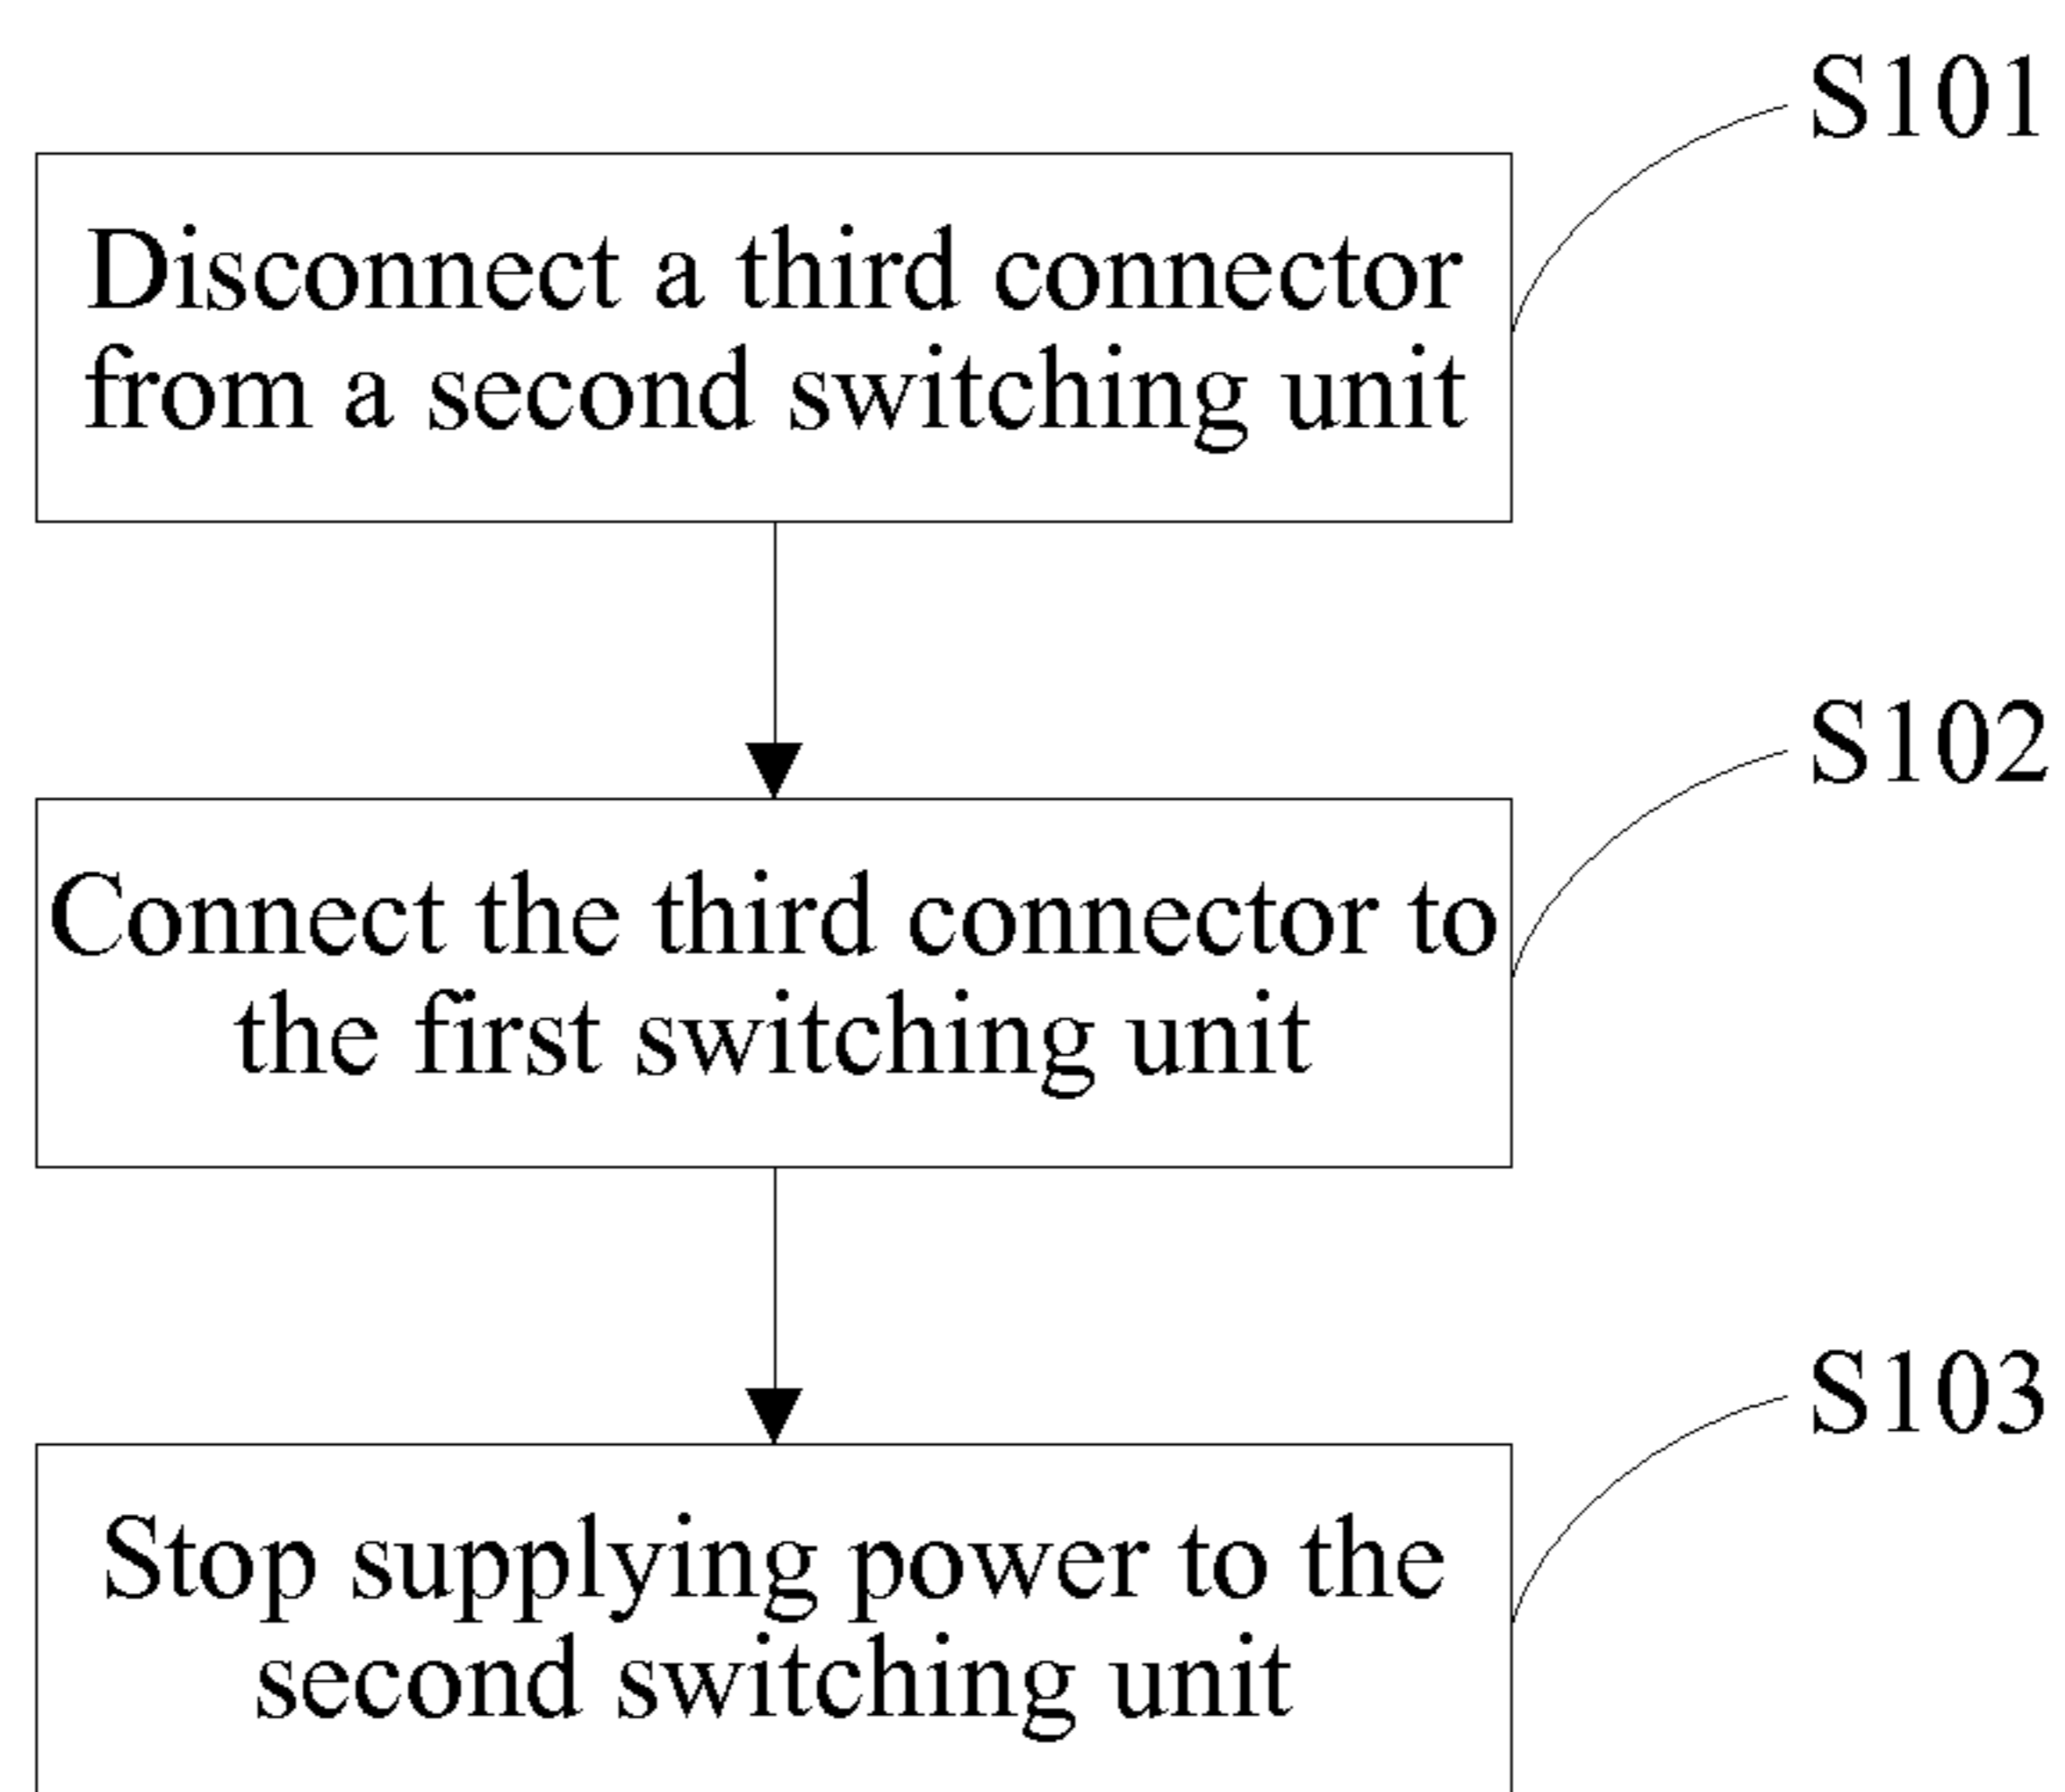 S101
Disconnect a third connector
from a second switching unit
S102
Connect the third connector to
the first switching unit
S103
Stop supplying power to the
second switching unit